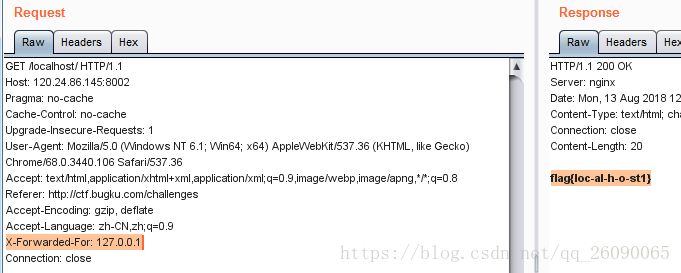 Request
Raw Headers Hex
GET /localhost/ HTTP/1.1
Host: 120.24.86.145:8002
Pragma: no-cache
Cache-Control: no-cache
Upgrade-Insecure-Requests: 1
User-Agent: Mozilla/5.0 (Windows NT 6.1; Win64; x64) AppleWebKit/537.36 (KHTML, like Gecko)
Chrome/68.0.3440.106 Safari/537.36
Accept: text/html,application/xhtml+xml,application/xml;q=0.9,image/webp,image/apng,*/*;q=0.8
Referer: http://ctf.bugku.com/challenges
Accept-Encoding: gzip, deflate
Accept-Language: zh-CN,zh;q=0.9
X-Forwarded-For: 127.0.0.1
Connection: close
Response
Raw Headers Hex
HTTP/1.1 200 OK
Server: nginx
Date: Mon, 13 Aug 2018 12
Content-Type: text/html; cha
Connection: close
Content-Length: 20
flag{loc-al-h-o-st1}
https://blog.csdn.net/qq_26090065